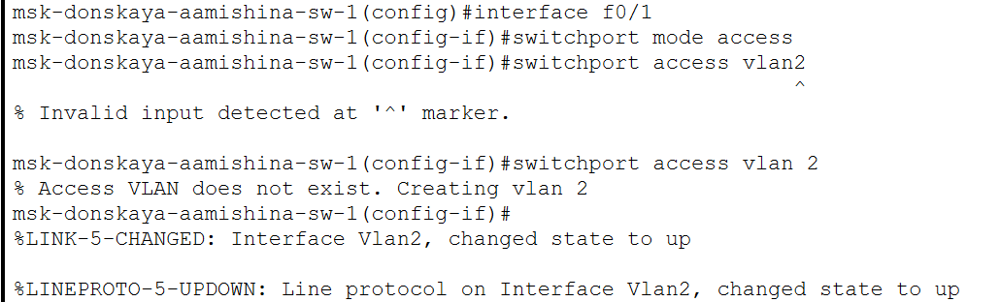 msk-donskaya-aamishina-sw-1(config)#interface f0/1
msk-donskaya-aamishina-sw-1(config-if)#switchport mode access
msk-donskaya-aamishina-sw-1(config-if)#switchport access vlan2
^
% Invalid input detected at '^' marker.
msk-donskaya-aamishina-sw-1(config-if)#switchport access vlan 2
% Access VLAN does not exist. Creating vlan 2
msk-donskaya-aamishina-sw-1(config-if)#
%LINK-5-CHANGED: Interface Vlan2, changed state to up
%LINEPROTO-5-UPDOWN: Line protocol on Interface Vlan2, changed state to up